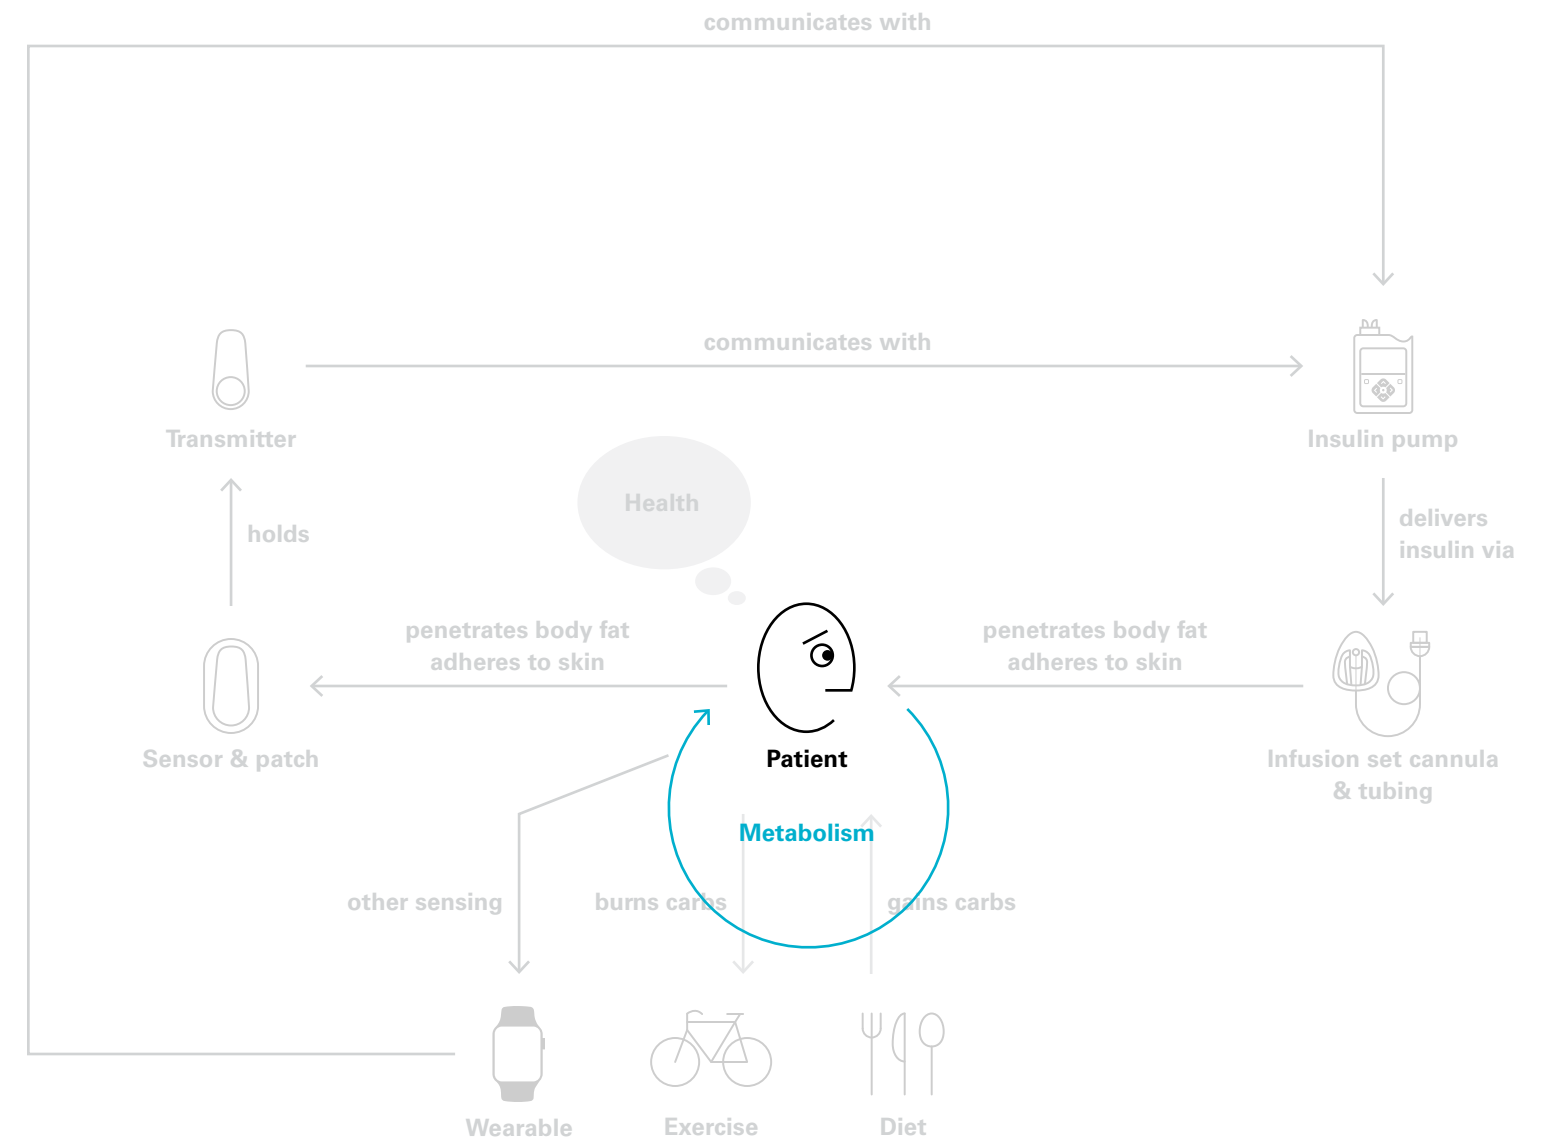 communicates with
communicates with
Transmitter
Insulin pump
Health
delivers
insulin via
holds
penetrates body fat
adheres to skin
penetrates body fat
adheres to skin
Sensor & patch
Patient
Infusion set cannula
& tubing
Metabolism
other sensing
burns carbs
gains carbs
Wearable
Exercise
Diet